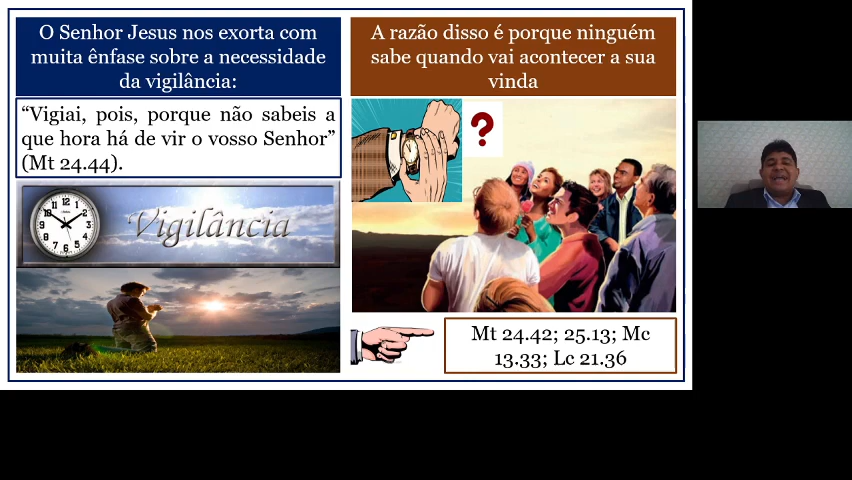 O Senhor Jesus nos exorta com
muita ênfase sobre a necessidade
da vigilância:
“Vigiai, pois, porque não sabeis a
que hora há de vir o vosso Senhor”
(Mt 24.44).
Vigilância
A razão disso é porque ninguém
sabe quando vai acontecer a sua
vinda
?
Mt 24.42; 25.13; Mc
13.33; Lc 21.36